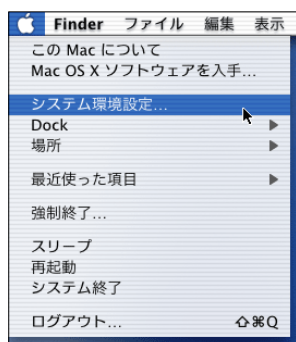 Finder ファイル 編集 表示
この Mac について
Mac OS X ソフトウェアを入手...
システム環境設定...
Dock
場所
最近使った項目
強制終了...
スリープ
再起動
システム終了
ログアウト... ⇧⌘Q